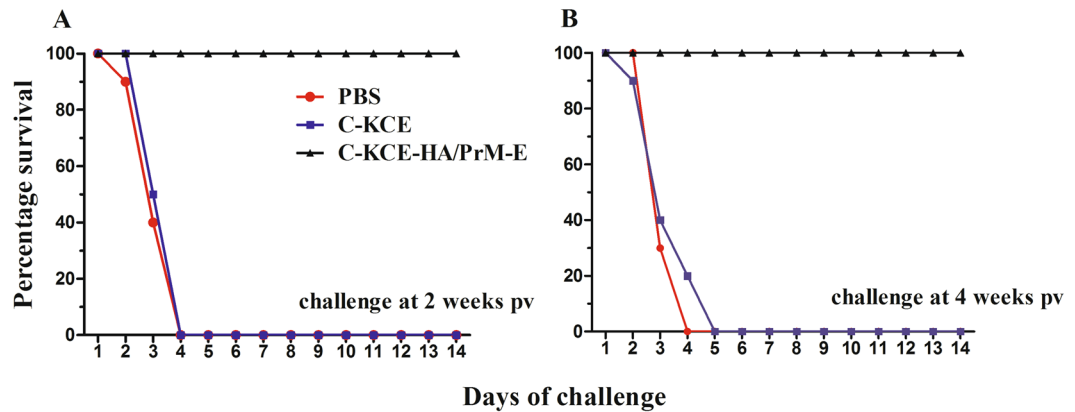 A
B
100
80
60
40
20
0
PBS
C-KCE
C-KCE-HA/PrM-E
challenge at 2 weeks pv
1 2 3 4 5 6 7 8 9 10 11 12 13 14
100
80
60
40
20
0
challenge at 4 weeks pv
1 2 3 4 5 6 7 8 9 10 11 12 13 14
Percentage survival
Days of challenge